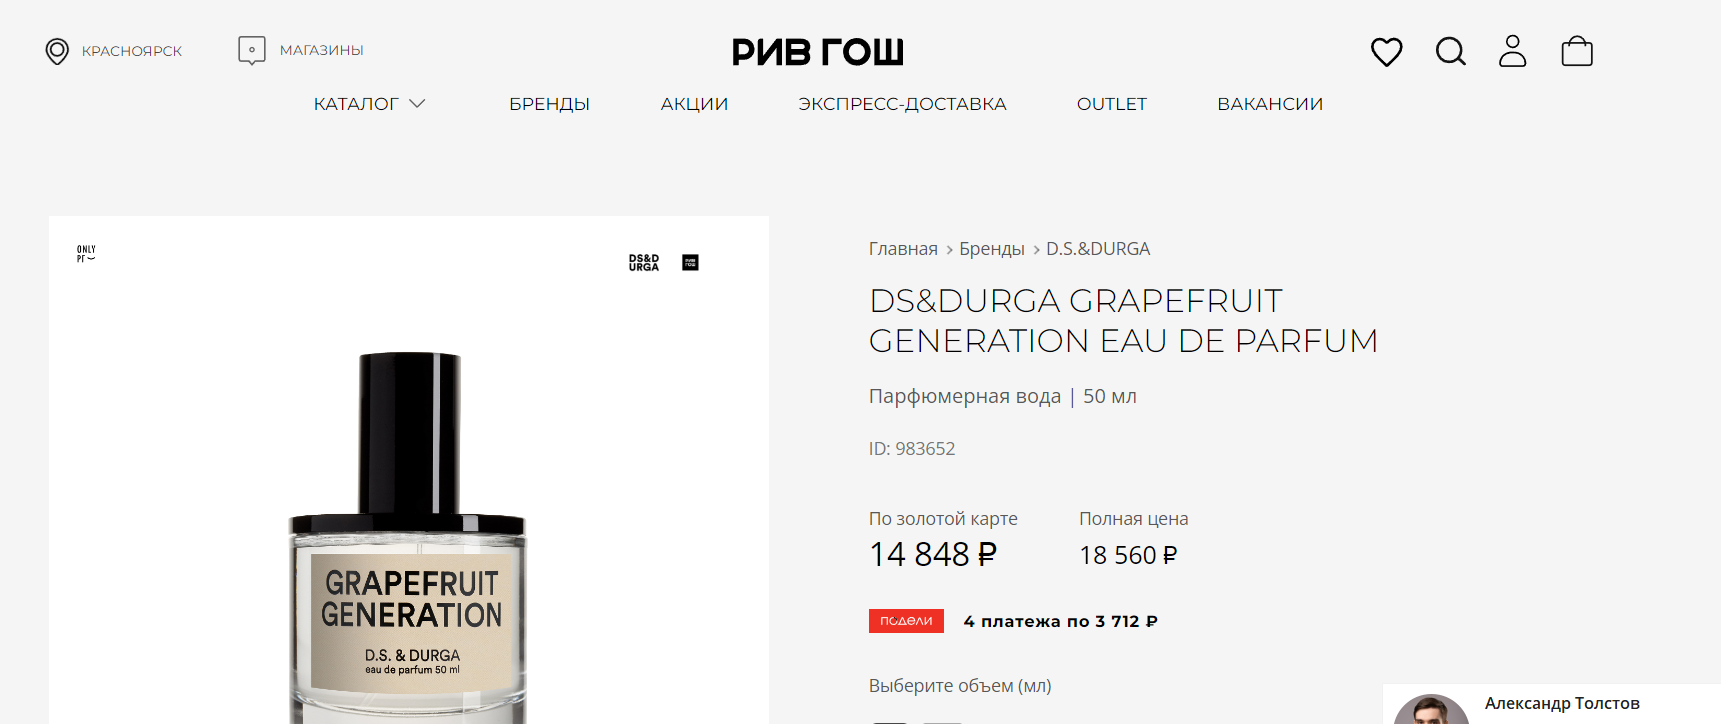 КРАСНОЯРСК
МАГАЗИНЫ
РИВ ГОШ
КАТАЛОГ
БРЕНДЫ
АКЦИИ
ЭКСПРЕСС-ДОСТАВКА
OUTLET
ВАКАНСИИ
ONLY
РГ
DS&D
URGA
РИВ
ГОШ
GRAPEFRUIT
GENERATION
D.S. & DURGA
eau de parfum 50 ml
Главная > Бренды > D.S.&DURGA
DS&DURGA GRAPEFRUIT
GENERATION EAU DE PARFUM
Парфюмерная вода | 50 мл
ID: 983652
По золотой карте
14 848 ₽
Полная цена
18 560 ₽
подели
4 платежа по 3 712 ₽
Выберите объем (мл)
Александр Толстов